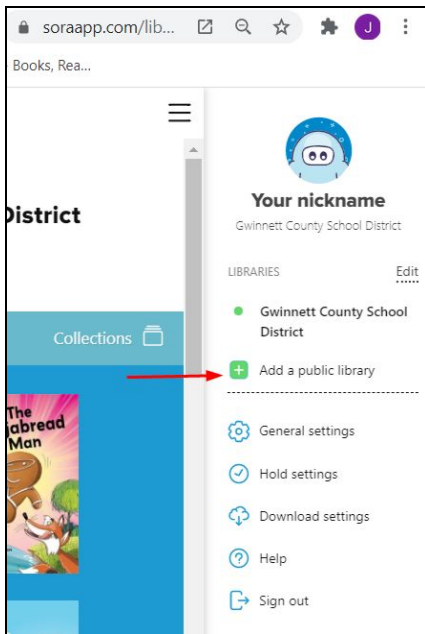 soraapp.com/lib...
J
Books, Rea...
District
Your nickname
Gwinnett County School District
LIBRARIES Edit
Gwinnett County School
District
Collections
Add a public library
The
jabread
Man
General settings
Hold settings
Download settings
Help
Sign out